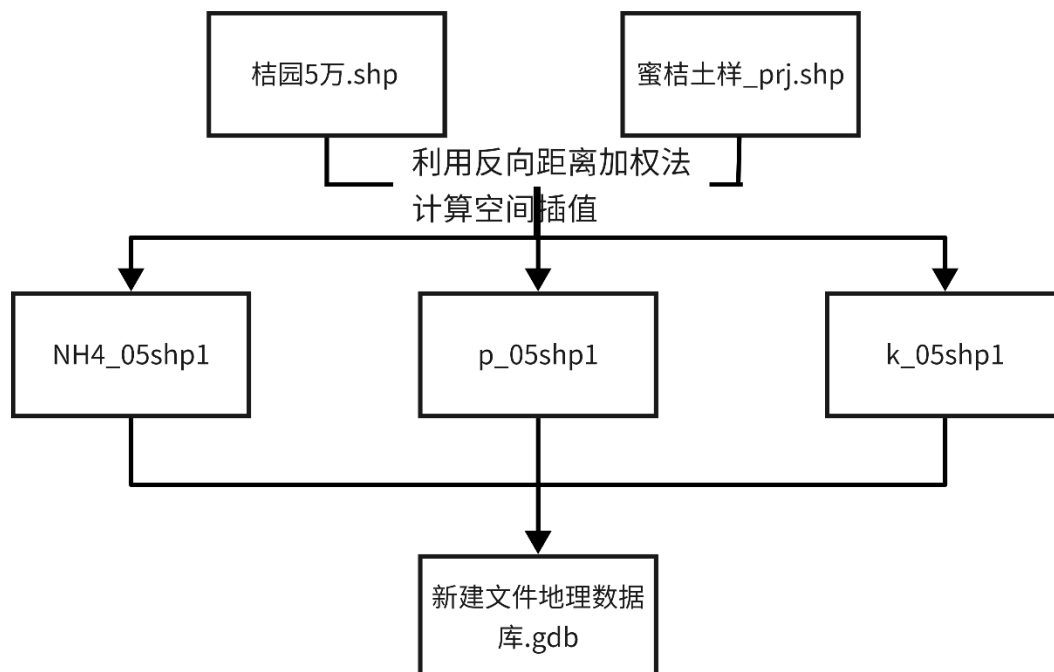 桔园5万.shp
蜜桔土样_prj.shp
利用反向距离加权法
计算空间插值
NH4_05shp1
p_05shp1
k_05shp1
新建文件地理数据
库.gdb